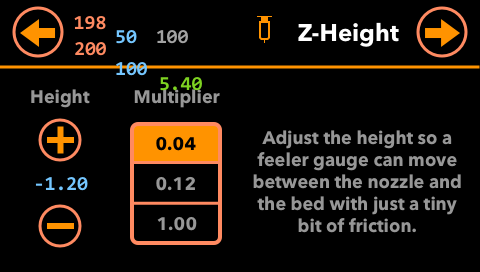 198
200
50
100
100
5.40
Z-Height
Height
Multiplier
-1.20
0.04
0.12
1.00
Adjust the height so a
feeler gauge can move
between the nozzle and
the bed with just a tiny
bit of friction.